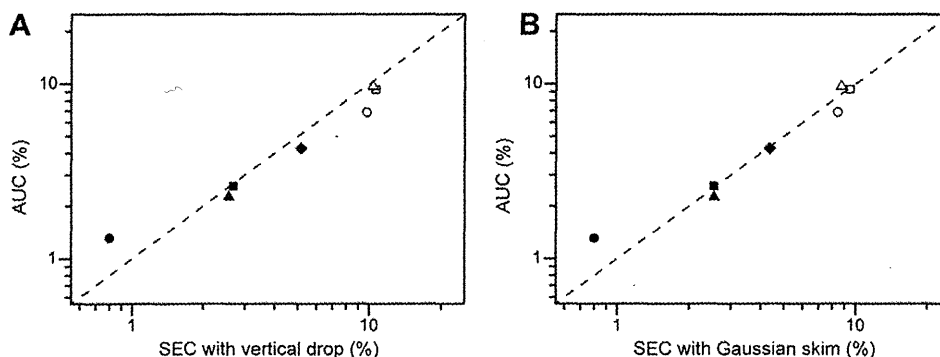 A
B
AUC (%)
10
1
1
10
SEC with vertical drop (%)
AUC (%)
10
1
1
10
SEC with Gaussian skim (%)